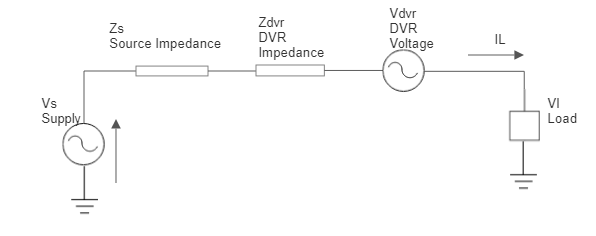 Zs
Source Impedance
Zdvr
DVR
Impedance
Vdvr
DVR
Voltage
IL
Vs
Supply
Vl
Load